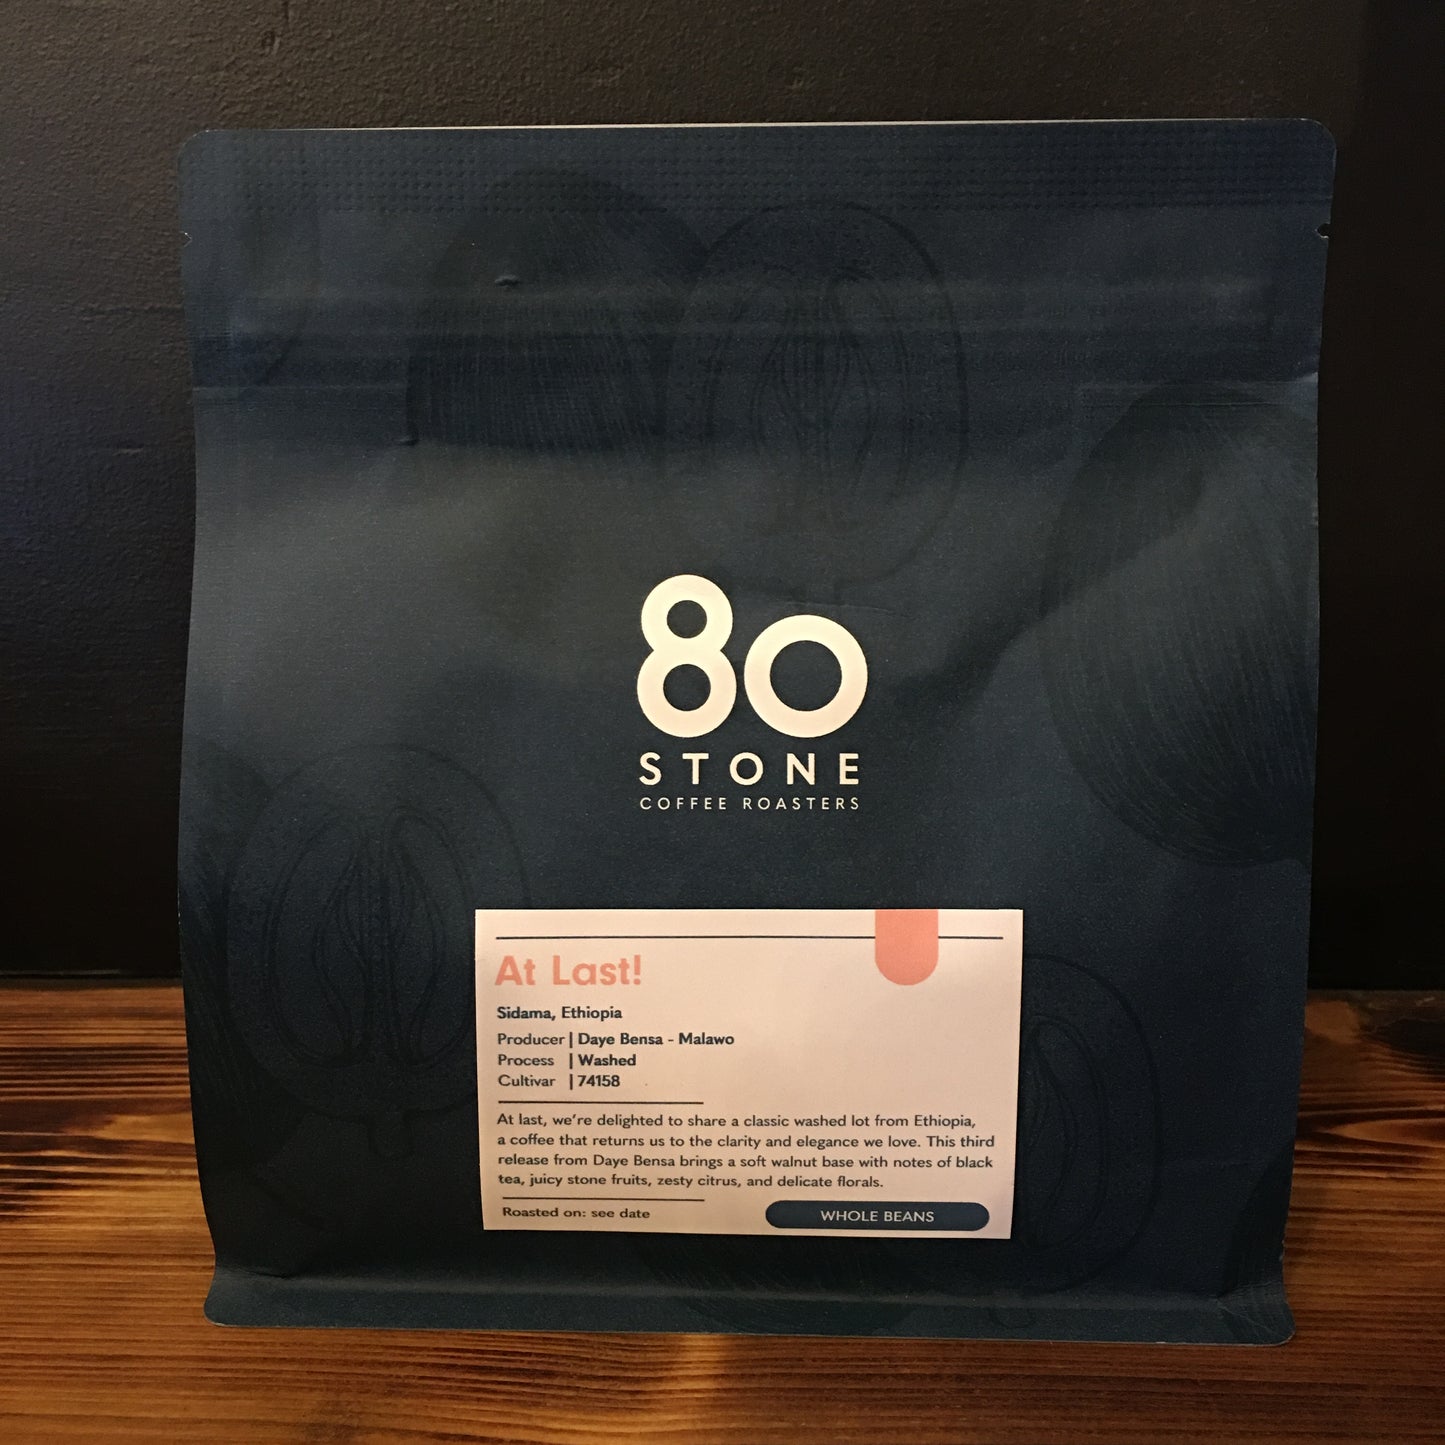 80
STONE
COFFEE ROASTERS
At Last!
Sidama, Ethiopia
Producer | Daye Bensa - Malawo
Process | Washed
Cultivar | 74158
At last, we're delighted to share a classic washed lot from Ethiopia,
a coffee that returns us to the clarity and elegance we love. This third
release from Daye Bensa brings a soft walnut base with notes of black
tea, juicy stone fruits, zesty citrus, and delicate florals.
Roasted on: see date
WHOLE BEANS